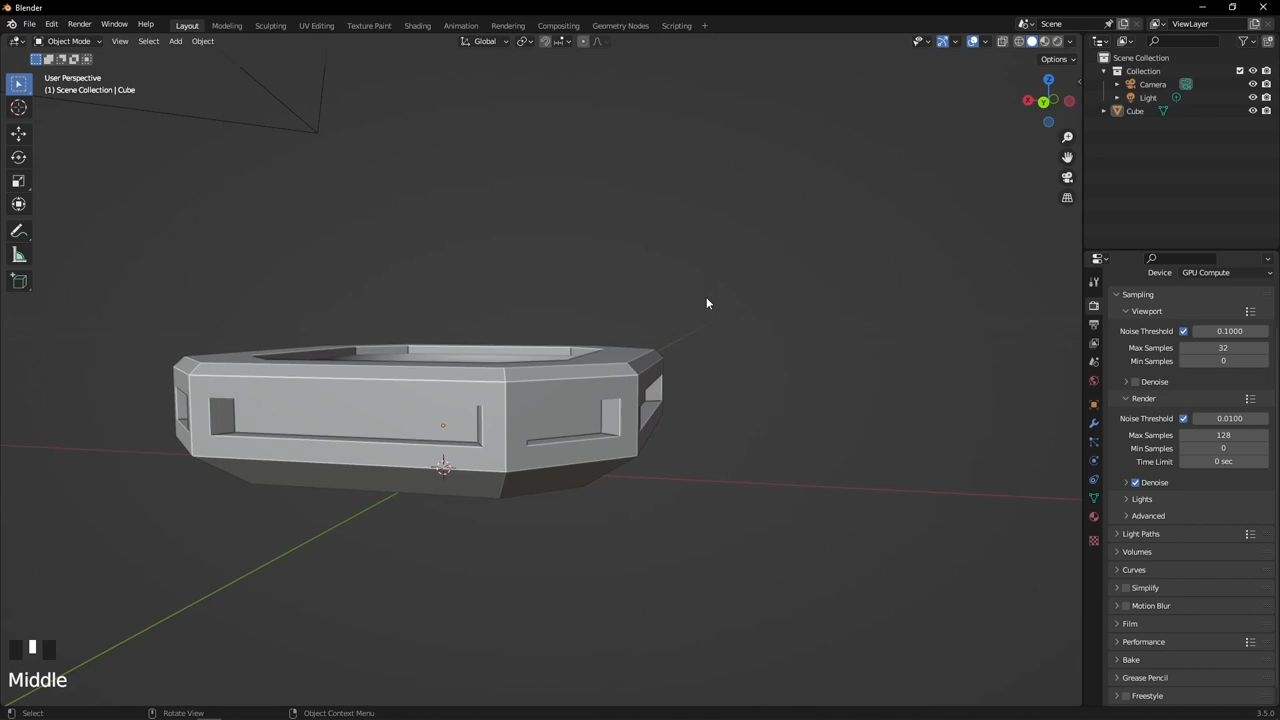 Blender
File Edit Render Window Help
Layout Modeling Sculpting UV Editing Texture Paint Shading Animation Rendering Compositing Geometry Nodes Scripting +
Scene
ViewLayer
Object Mode View Select Add Object
Global
Options
User Perspective
(1) Scene Collection | Cube
Z
X
Y
Scene Collection
Collection
Camera
Light
Cube
Device GPU Compute
Sampling
Viewport
Noise Threshold 0.1000
Max Samples 32
Min Samples 0
Denoise
Render
Noise Threshold 0.0100
Max Samples 128
Min Samples 0
Time Limit 0 sec
Denoise
Lights
Advanced
Light Paths
Volumes
Curves
Simplify
Motion Blur
Film
Performance
Bake
Grease Pencil
Freestyle
Middle
Select Rotate View Object Context Menu 3.5.0